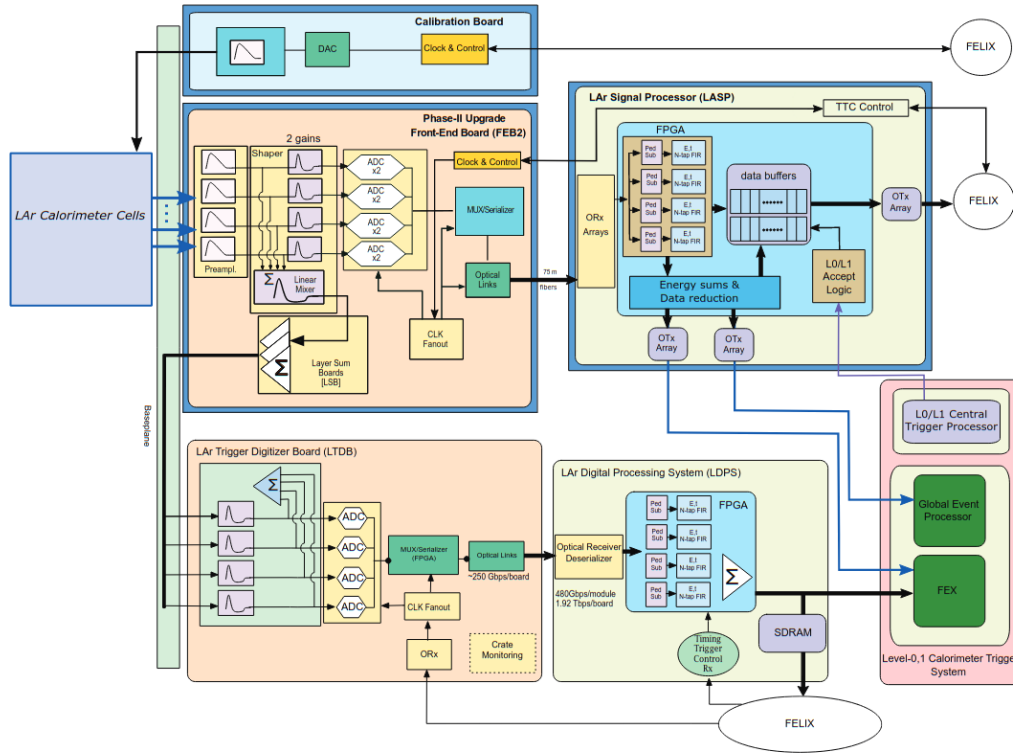 Calibration Board
DAC
Clock & Control
FELIX
LAr Calorimeter Cells
Baseplane
Phase-II Upgrade
Front-End Board (FEB2)
2 gains
Shaper
Preampl.
ADC
x2
ADC
x2
ADC
x2
ADC
x2
Clock & Control
MUX/Serializer
Optical
Links
CLK
Fanout
Σ
Linear
Mixer
Σ
Layer Sum
Boards
[LSB]
75 m
fibers
LAr Signal Processor (LASP)
TTC Control
FPGA
ORx
Arrays
Ped
Sub
E,t
N-tap FIR
Ped
Sub
E,t
N-tap FIR
Ped
Sub
E,t
N-tap FIR
Ped
Sub
E,t
N-tap FIR
data buffers
......
......
OTx
Array
FELIX
Energy sums &
Data reduction
L0/L1
Accept
Logic
OTx
Array
OTx
Array
L0/L1 Central
Trigger Processor
Global Event
Processor
FEX
Level-0,1 Calorimeter Trigger
System
LAr Trigger Digitizer Board (LTDB)
Σ
ADC
ADC
ADC
ADC
MUX/Serializer
(FPGA)
Optical Links
~250 Gbps/board
CLK Fanout
ORx
Crate
Monitoring
LAr Digital Processing System (LDPS)
Optical Receiver
Deserializer
480Gbps/module
1.92 Tbps/board
Ped
Sub
E,t
N-tap FIR
Ped
Sub
E,t
N-tap FIR
Ped
Sub
E,t
N-tap FIR
Ped
Sub
E,t
N-tap FIR
FPGA
Σ
Timing
Trigger
Control
Rx
SDRAM
FELIX